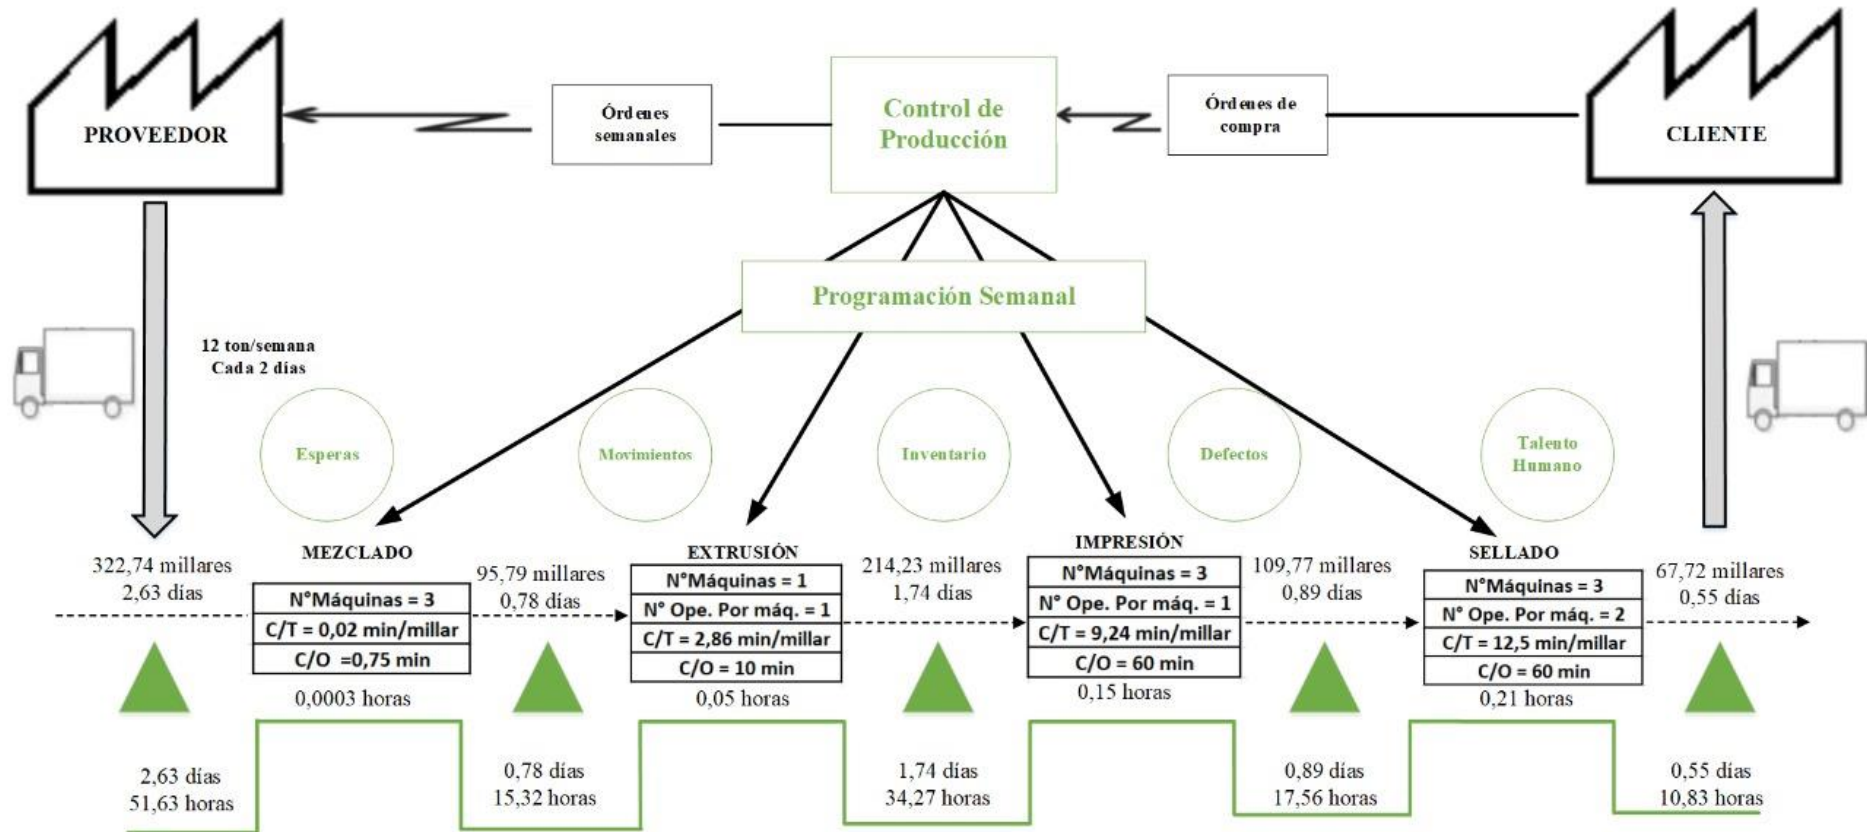 PROVEEDOR
Órdenes
semanales
Control de
Producción
Órdenes de
compra
CLIENTE
Programación Semanal
12 ton/semana
Cada 2 días
Esperas
Movimientos
Inventario
Defectos
Talento
Humano
322,74 millares
2,63 días
MEZCLADO
N°Máquinas = 3
C/T = 0,02 min/millar
C/O =0,75 min
0,0003 horas
95,79 millares
0,78 días
EXTRUSIÓN
N°Máquinas = 1
N° Ope. Por máq. = 1
C/T = 2,86 min/millar
C/O = 10 min
0,05 horas
214,23 millares
1,74 días
IMPRESIÓN
N°Máquinas = 3
N° Ope. Por máq. = 1
C/T = 9,24 min/millar
C/O = 60 min
0,15 horas
109,77 millares
0,89 días
SELLADO
N°Máquinas = 3
N° Ope. Por máq. = 2
C/T = 12,5 min/millar
C/O = 60 min
0,21 horas
67,72 millares
0,55 días
2,63 días
51,63 horas
0,78 días
15,32 horas
1,74 días
34,27 horas
0,89 días
17,56 horas
0,55 días
10,83 horas